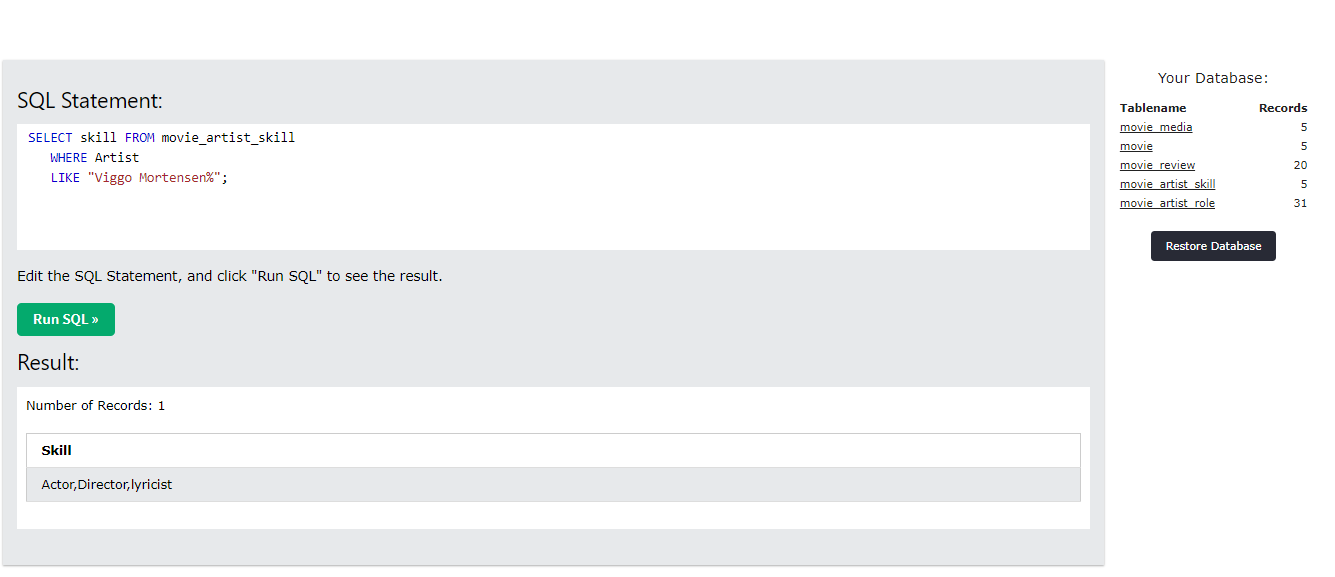 SQL Statement:
SELECT skill FROM movie_artist_skill
WHERE Artist
LIKE "Viggo Mortensen%";
Edit the SQL Statement, and click "Run SQL" to see the result.
Run SQL »
Result:
Number of Records: 1
Skill
Actor,Director,lyricist
Your Database:
Tablename Records
movie_media 5
movie 5
movie_review 20
movie_artist_skill 5
movie_artist_role 31
Restore Database